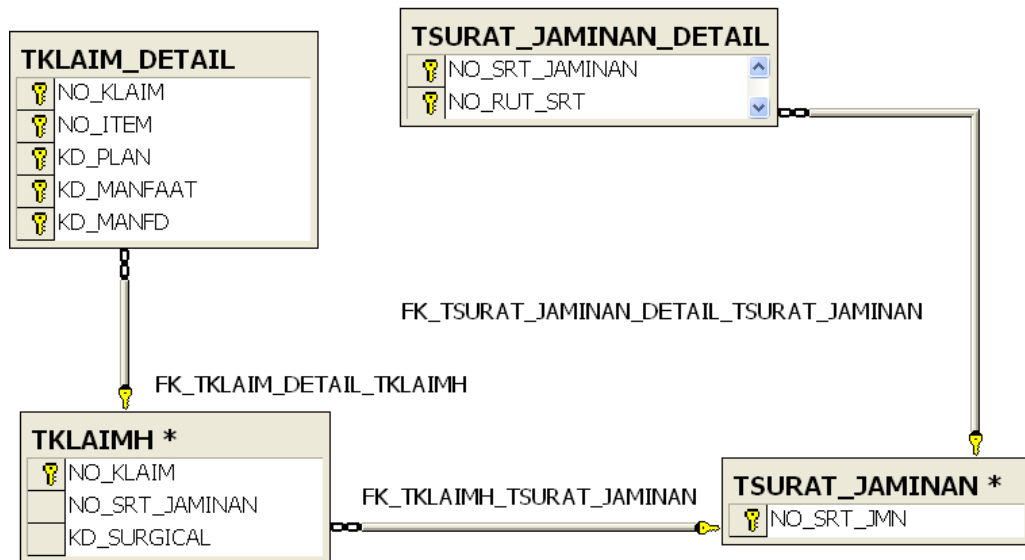 TKLAIM_DETAIL
NO_KLAIM
NO_ITEM
KD_PLAN
KD_MANFAAT
KD_MANFD
TSURAT_JAMINAN_DETAIL
NO_SRT_JAMINAN
NO_RUT_SRT
FK_TSURAT_JAMINAN_DETAIL_TSURAT_JAMINAN
FK_TKLAIM_DETAIL_TKLAIMH
TKLAIMH *
NO_KLAIM
NO_SRT_JAMINAN
KD_SURGICAL
FK_TKLAIMH_TSURAT_JAMINAN
TSURAT_JAMINAN *
NO_SRT_JMN